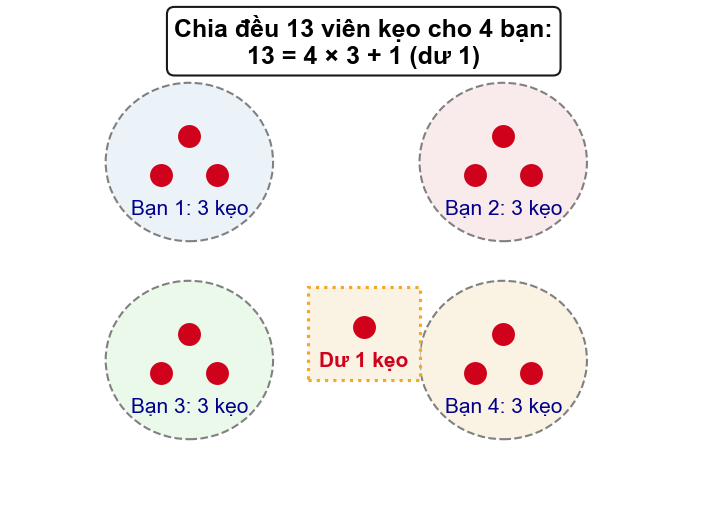 Chia đều 13 viên kẹo cho 4 bạn:
13 = 4 × 3 + 1 (dư 1)
Bạn 1: 3 kẹo
Bạn 2: 3 kẹo
Dư 1 kẹo
Bạn 3: 3 kẹo
Bạn 4: 3 kẹo